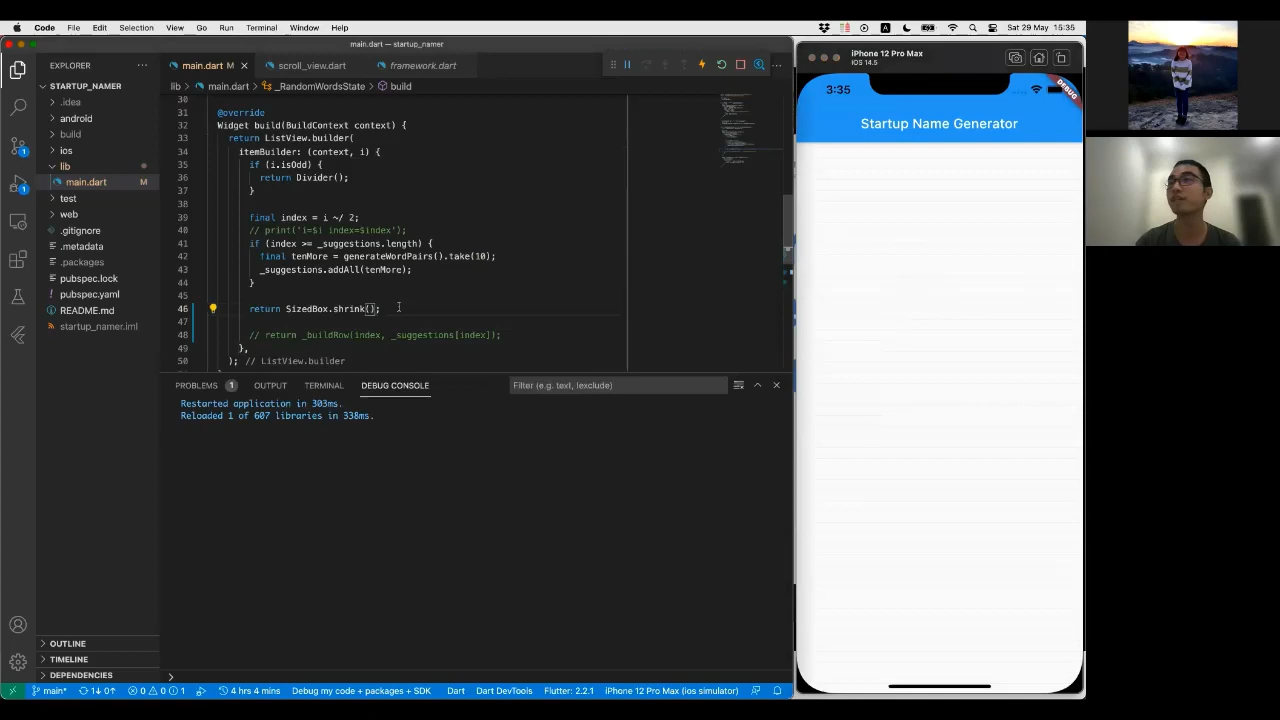 Code File Edit Selection View Go Run Terminal Window Help
A Sat 29 May 15:35
main.dart — startup_namer
EXPLORER
STARTUP_NAMER
.idea
android
build
ios
lib
main.dart M
test
web
.gitignore
.metadata
.packages
pubspec.lock
pubspec.yaml
README.md
startup_namer.iml
OUTLINE
TIMELINE
DEPENDENCIES
1
1
main.dart M
scroll_view.dart
framework.dart
lib > main.dart > _RandomWordsState > build
30
31 @override
32 Widget build(BuildContext context) {
33 return ListView.builder(
34 itemBuilder: (context, i) {
35 if (i.isOdd) {
36 return Divider();
37 }
39 final index = i ~/ 2;
40 // print('i=$i index=$index');
41 if (index >= _suggestions.length) {
42 final tenMore = generateWordPairs().take(10);
43 _suggestions.addAll(tenMore);
44 }
45
46 return SizedBox.shrink();
47
48 // return _buildRow(index, _suggestions[index]);
49 },
50 ); // ListView.builder
PROBLEMS 1 OUTPUT TERMINAL DEBUG CONSOLE
Filter (e.g. text, !exclude)
Restarted application in 303ms.
Reloaded 1 of 607 libraries in 338ms.
main* 1↓ 0↑ 0 0 1 4 hrs 4 mins Debug my code + packages + SDK Dart Dart DevTools Flutter: 2.2.1 iPhone 12 Pro Max (ios simulator)
iPhone 12 Pro Max
iOS 14.5
3:35
DEBUG
Startup Name Generator